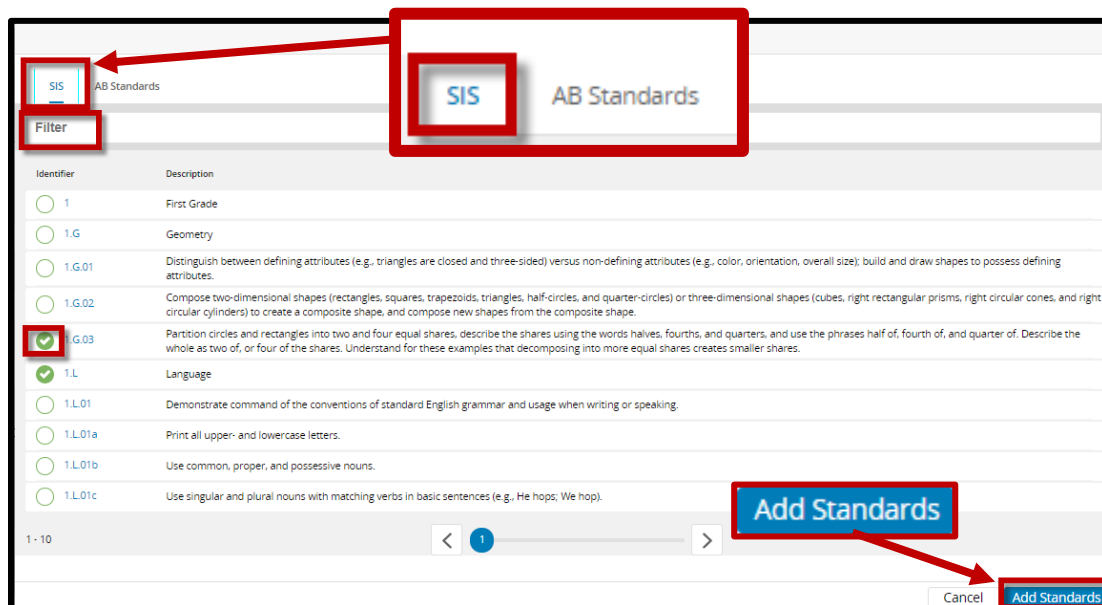 SIS AB Standards
SIS AB Standards
Filter
Identifier Description
1 First Grade
1.G Geometry
1.G.01 Distinguish between defining attributes (e.g., triangles are closed and three-sided) versus non-defining attributes (e.g., color, orientation, overall size); build and draw shapes to possess defining
attributes.
1.G.02 Compose two-dimensional shapes (rectangles, squares, trapezoids, triangles, half-circles, and quarter-circles) or three-dimensional shapes (cubes, right rectangular prisms, right circular cones, and right
circular cylinders) to create a composite shape, and compose new shapes from the composite shape.
.G.03 Partition circles and rectangles into two and four equal shares, describe the shares using the words halves, fourths, and quarters, and use the phrases half of, fourth of, and quarter of. Describe the
whole as two of, or four of the shares. Understand for these examples that decomposing into more equal shares creates smaller shares.
1.L Language
1.L.01 Demonstrate command of the conventions of standard English grammar and usage when writing or speaking.
1.L.01a Print all upper- and lowercase letters.
1.L.01b Use common, proper, and possessive nouns.
1.L.01c Use singular and plural nouns with matching verbs in basic sentences (e.g., He hops; We hop).
Add Standards
1 - 10 1
Cancel Add Standards